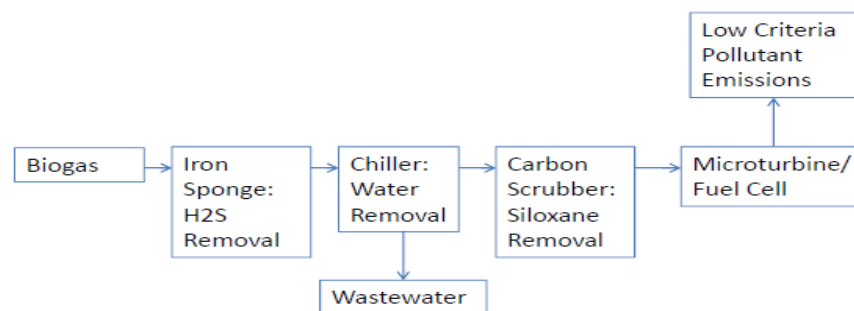 Low Criteria
Pollutant
Emissions
Biogas
Iron
Sponge:
H2S
Removal
Chiller:
Water
Removal
Carbon
Scrubber:
Siloxane
Removal
Microturbine/
Fuel Cell
Wastewater